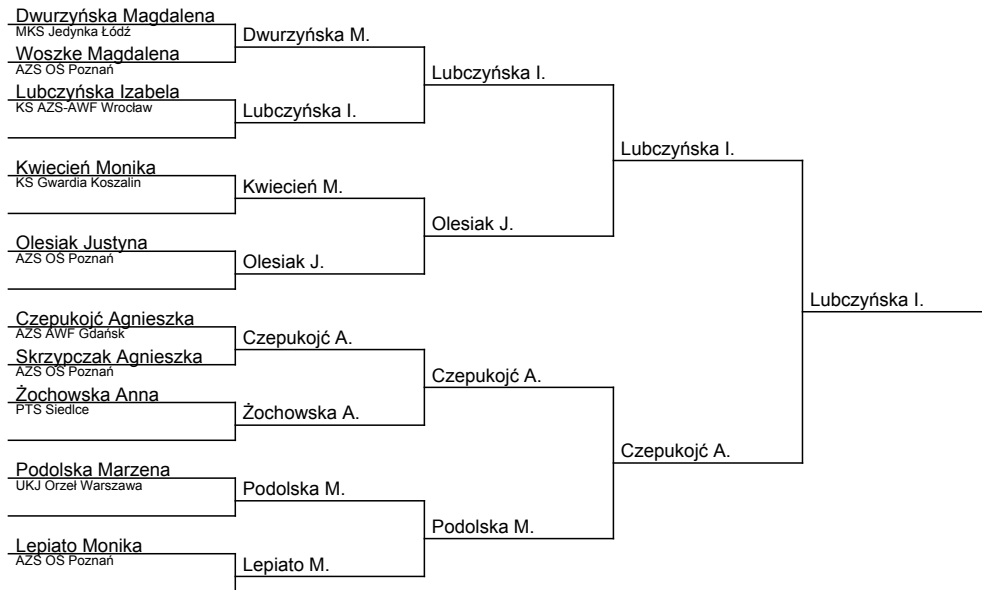 Dwurzyńska Magdalena
MKS Jedynka Łódź
Dwurzyńska M.
Woszke Magdalena
AZS OŚ Poznań
Lubczyńska I.
Lubczyńska Izabela
KS AZS-AWF Wrocław
Lubczyńska I.
Lubczyńska I.
Kwiecień Monika
KS Gwardia Koszalin
Kwiecień M.
Olesiak J.
Olesiak Justyna
AZS OŚ Poznań
Olesiak J.
Lubczyńska I.
Czepukojć Agnieszka
AZS AWF Gdańsk
Czepukojć A.
Skrzypczak Agnieszka
AZS OŚ Poznań
Czepukojć A.
Żochowska Anna
PTS Siedlce
Żochowska A.
Czepukojć A.
Podolska Marzena
UKJ Orzeł Warszawa
Podolska M.
Podolska M.
Lepiato Monika
AZS OŚ Poznań
Lepiato M.